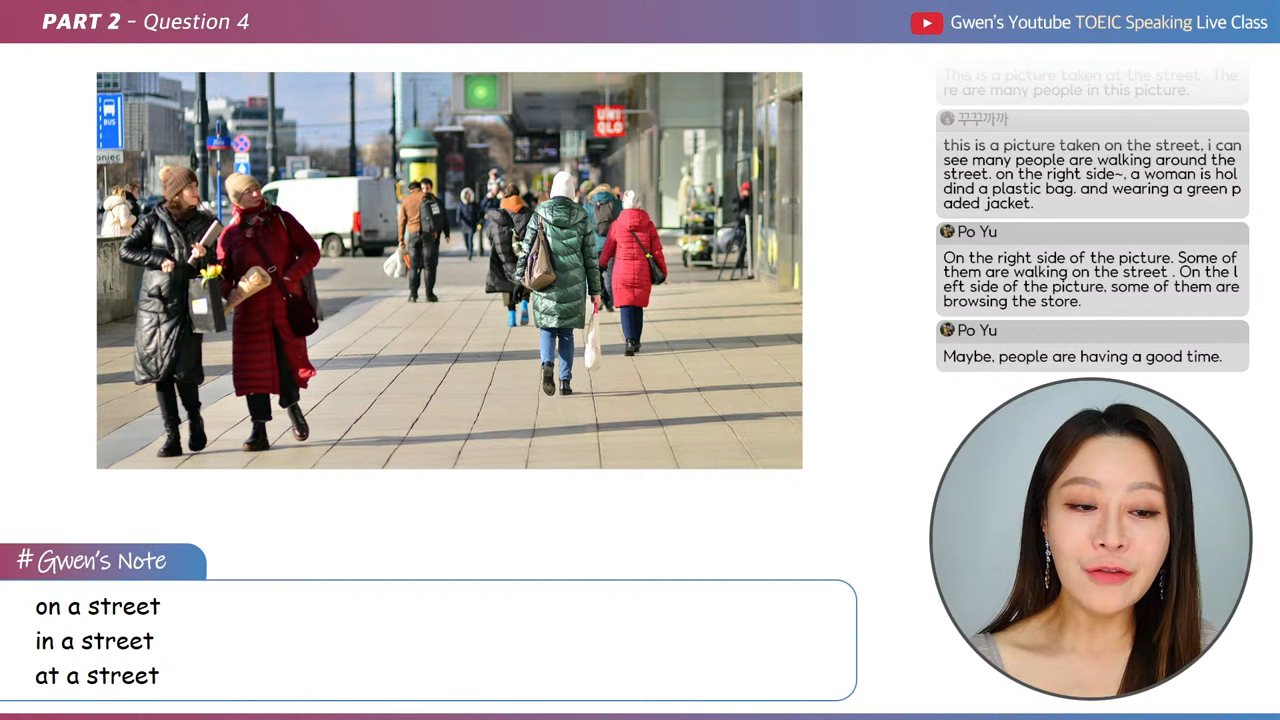 PART 2 - Question 4
Gwen's Youtube TOEIC Speaking Live Class
BUS
oniec
UNI
QLO
This is a picture taken at the street . The
re are many people in this picture.
꾸꾸까까
this is a picture taken on the street, i can
see many people are walking around the
street. on the right side~, a woman is hol
dind a plastic bag, and wearing a green p
aded jacket.
Po Yu
On the right side of the picture, Some of
them are walking on the street . On the l
eft side of the picture, some of them are
browsing the store.
Po Yu
Maybe, people are having a good time.
# Gwen's Note
on a street
in a street
at a street